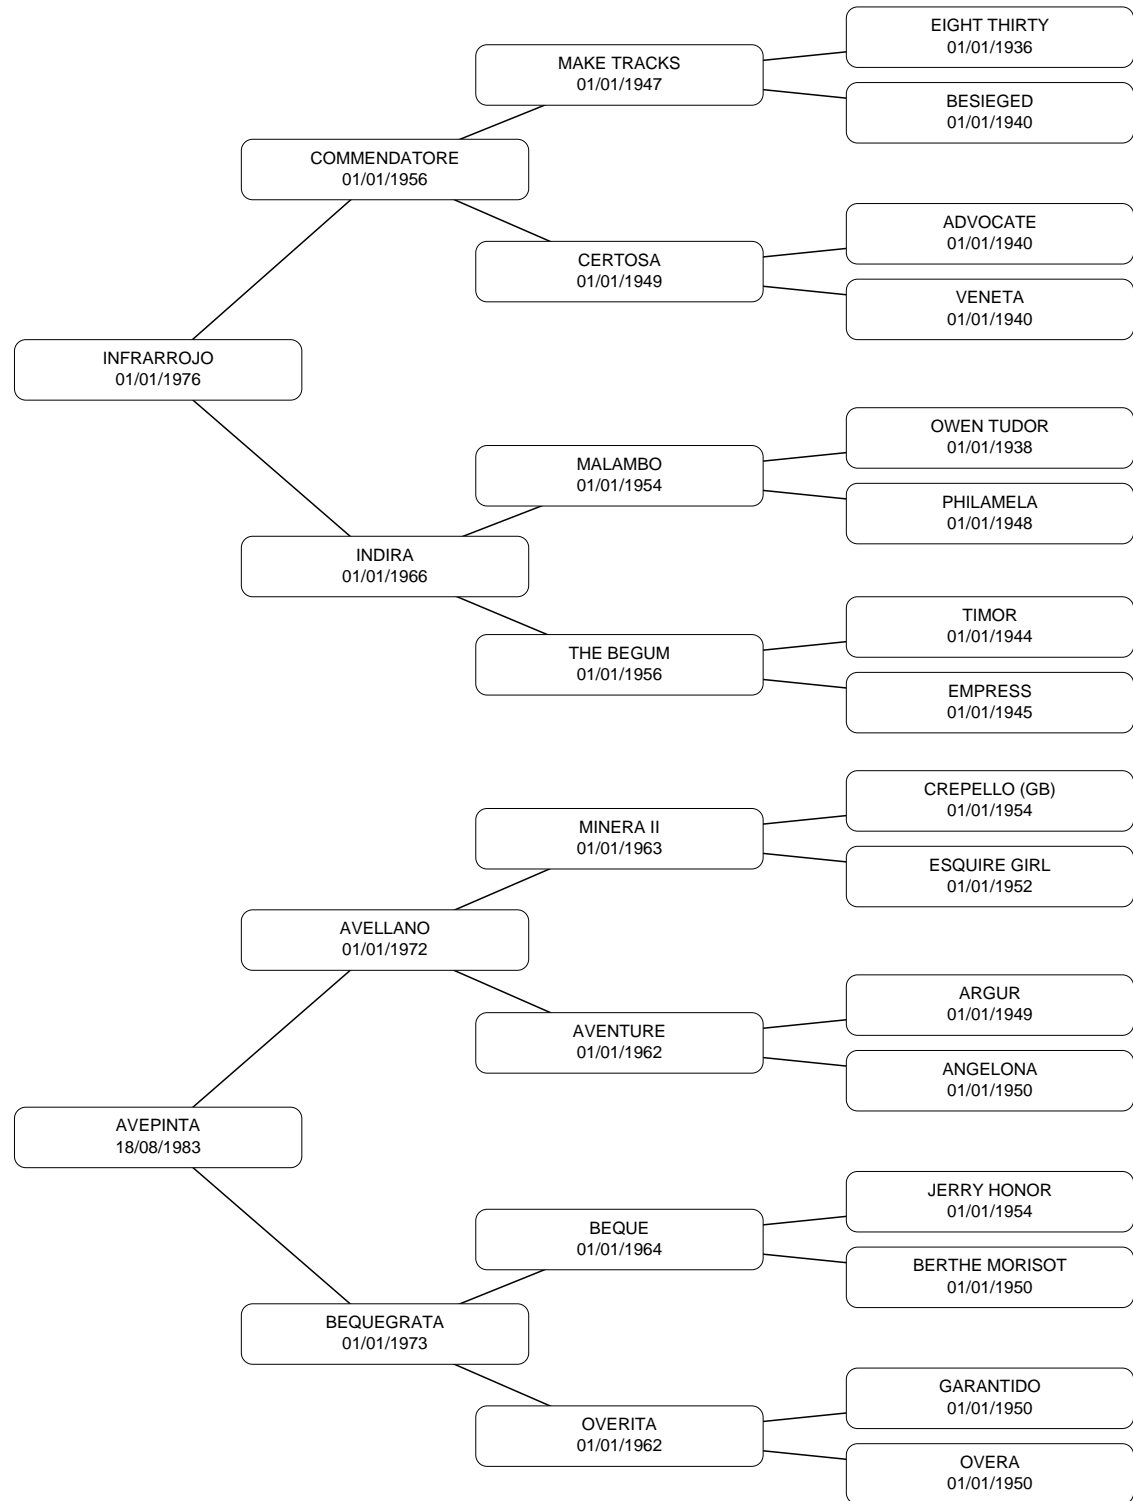 EIGHT THIRTY
01/01/1936
MAKE TRACKS
01/01/1947
BESIEGED
01/01/1940
COMMENDATORE
01/01/1956
ADVOCATE
01/01/1940
CERTOSA
01/01/1949
VENETA
01/01/1940
INFRARROJO
01/01/1976
OWEN TUDOR
01/01/1938
MALAMBO
01/01/1954
PHILAMELA
01/01/1948
INDIRA
01/01/1966
TIMOR
01/01/1944
THE BEGUM
01/01/1956
EMPRESS
01/01/1945
CREPELLO (GB)
01/01/1954
MINERA II
01/01/1963
ESQUIRE GIRL
01/01/1952
AVELLANO
01/01/1972
ARGUR
01/01/1949
AVENTURE
01/01/1962
ANGELONA
01/01/1950
AVEPINTA
18/08/1983
JERRY HONOR
01/01/1954
BEQUE
01/01/1964
BERTHE MORISOT
01/01/1950
BEQUEGRATA
01/01/1973
GARANTIDO
01/01/1950
OVERITA
01/01/1962
OVERA
01/01/1950